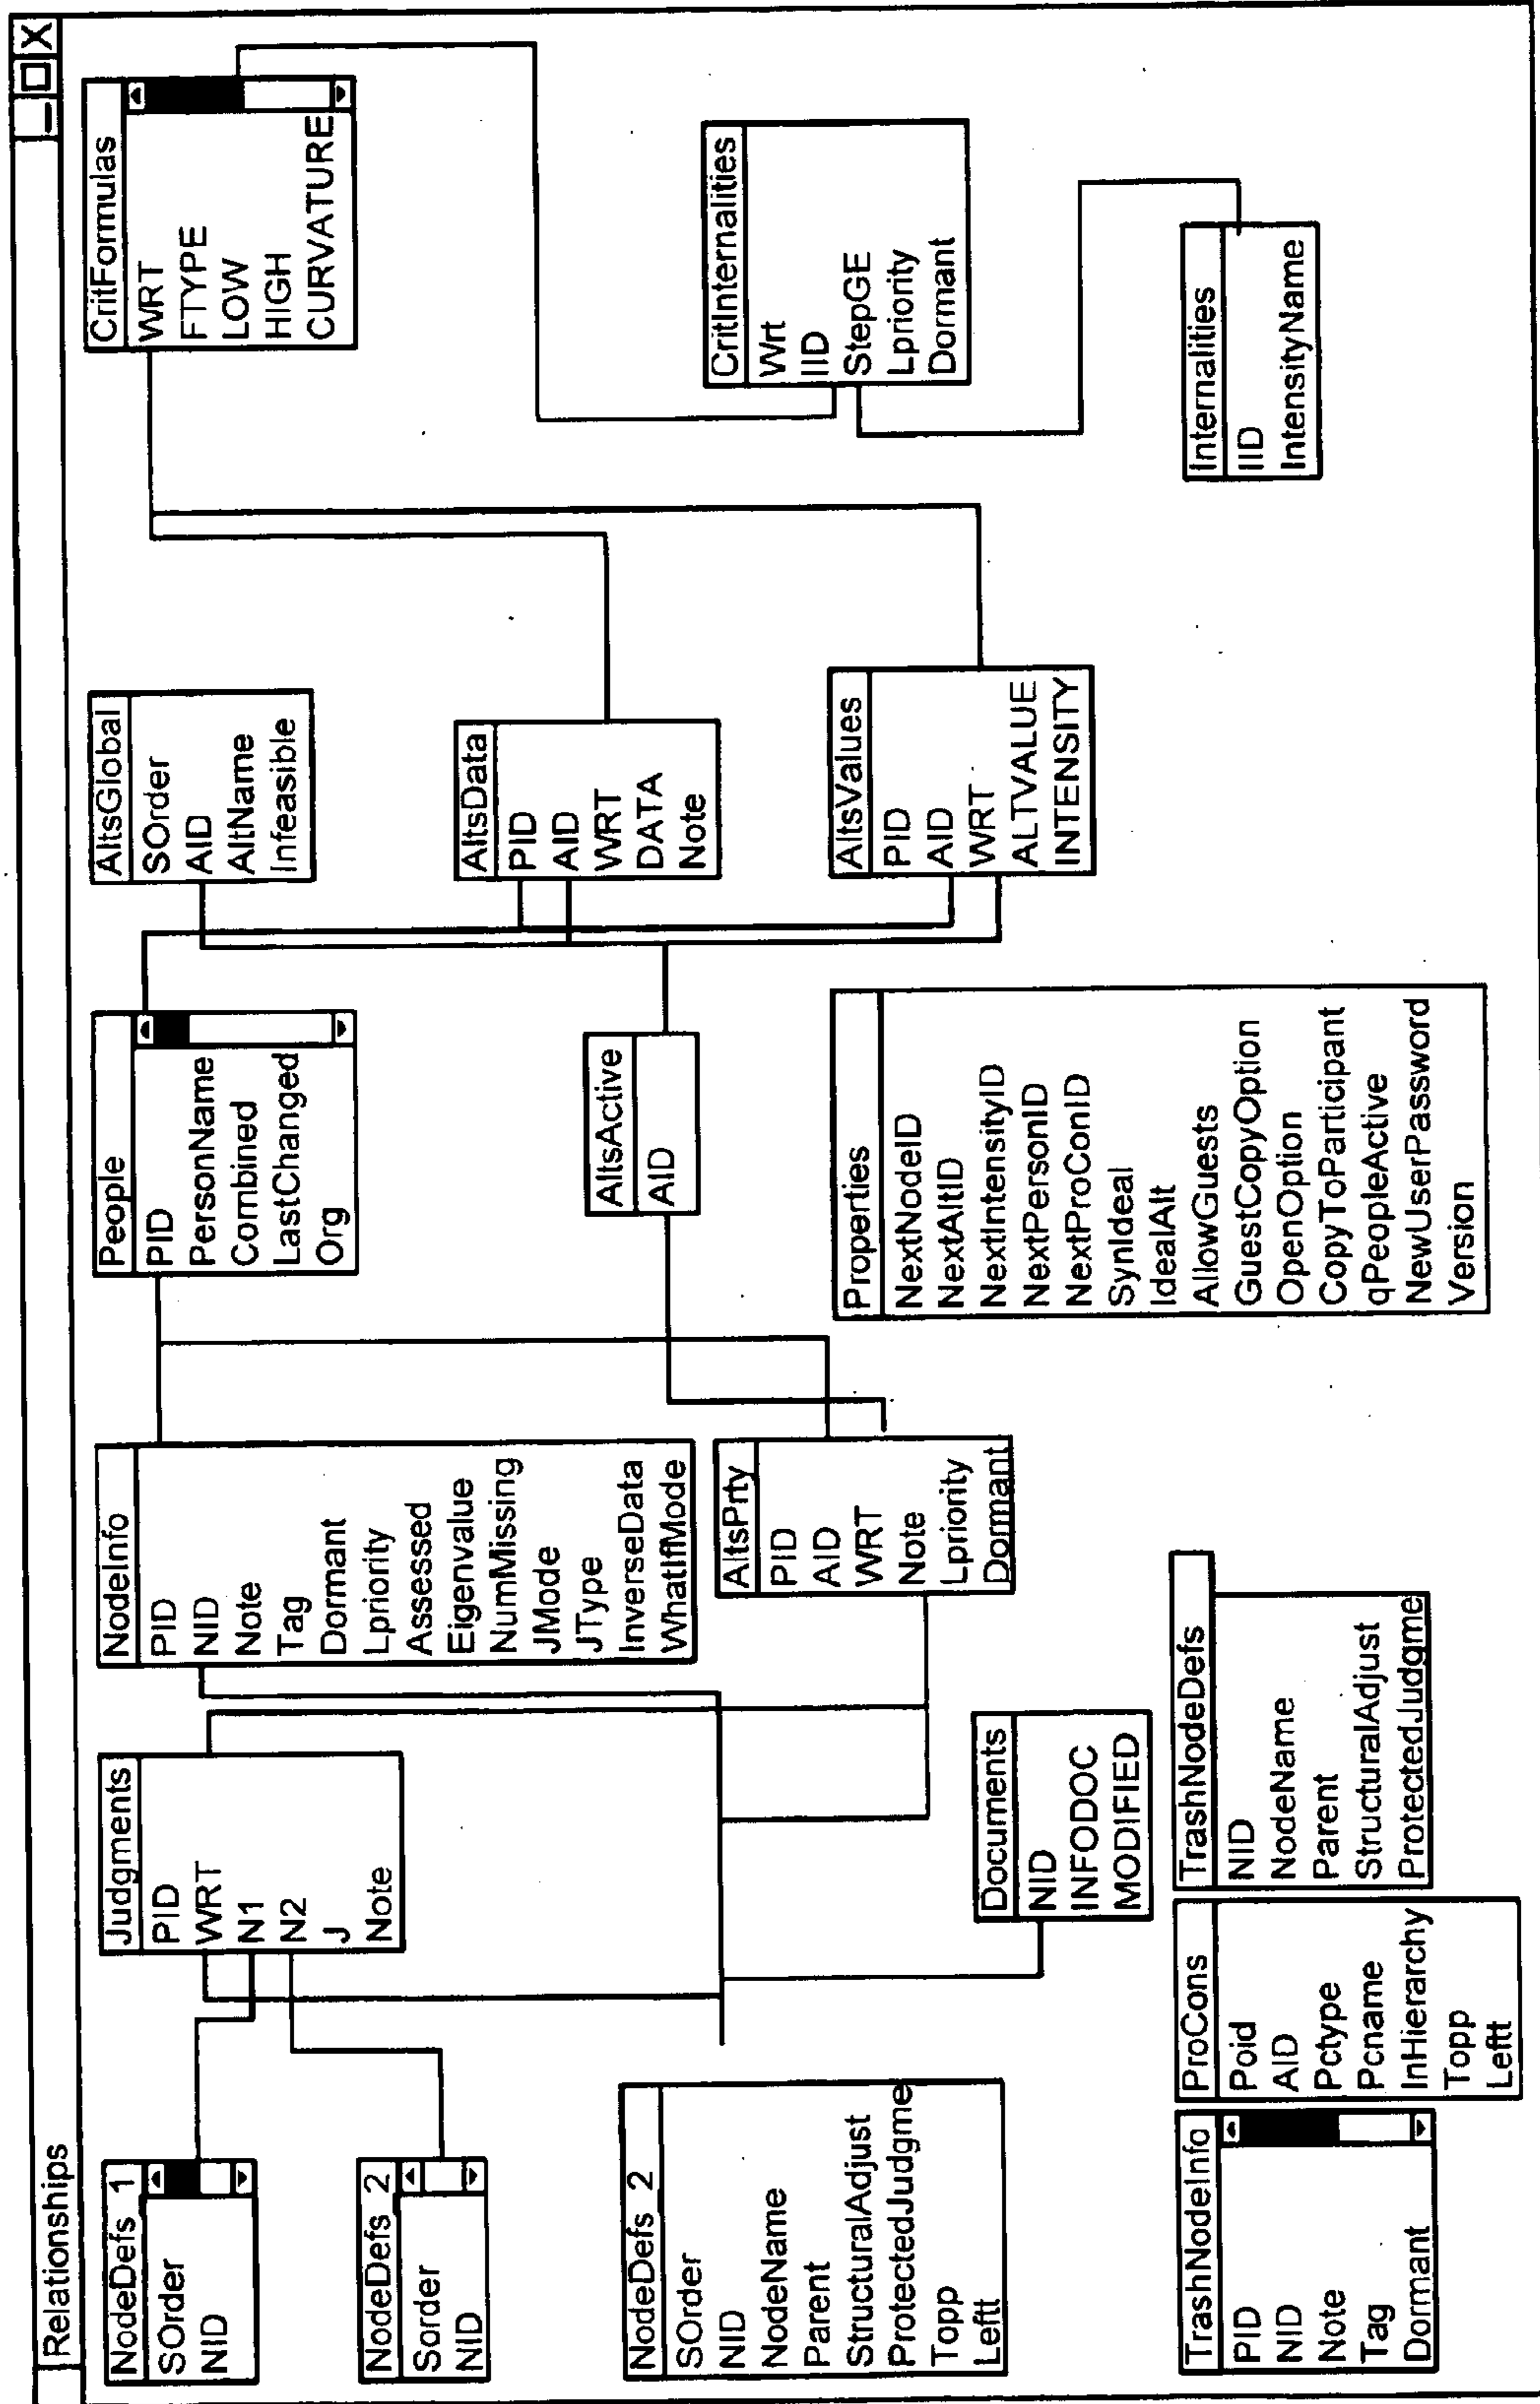 Relationships
NodeDefs_1
SOrder
NID
NodeDefs_2
Sorder
NID
NodeDefs_2
SOrder
NID
NodeName
Parent
StructuralAdjust
ProtectedJudgme
Topp
Leftt
TrashNodeInfo
PID
NID
Note
Tag
Dormant
Judgments
PID
WRT
N1
N2
J
Note
Documents
NID
INFODOC
MODIFIED
ProCons
Poid
AID
Pctype
Pcname
InHierarchy
Topp
Leftt
TrashNodeDefs
NID
NodeName
Parent
StructuralAdjust
ProtectedJudgme
NodeInfo
PID
NID
Note
Tag
Dormant
Lpriority
Assessed
Eigenvalue
NumMissing
JMode
JType
InverseData
WhatIfMode
AltsPrty
PID
AID
WRT
Note
Lpriority
Dormant
People
PID
PersonName
Combined
LastChanged
Org
AltsActive
AID
Properties
NextNodeID
NextAltID
NextIntensityID
NextPersonID
NextProConID
SynIdeal
IdealAlt
AllowGuests
GuestCopyOption
OpenOption
CopyToParticipant
qPeopleActive
NewUserPassword
Version
AltsGlobal
SOrder
AID
AltName
Infeasible
AltsData
PID
AID
WRT
DATA
Note
AltsValues
PID
AID
WRT
ALTVALUE
INTENSITY
CritFormulas
WRT
FTYPE
LOW
HIGH
CURVATURE
CritInternalities
Wrt
IID
StepGE
Lpriority
Dormant
Internalities
IID
IntensityName